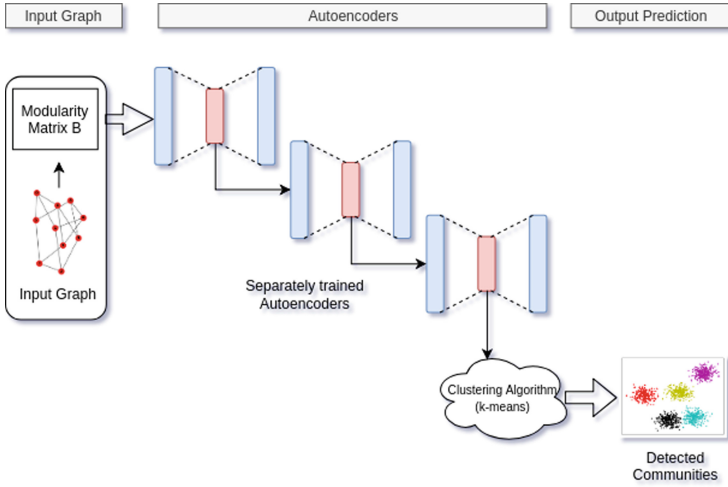 Input Graph
Autoencoders
Output Prediction
Modularity
Matrix B
Input Graph
Separately trained
Autoencoders
Clustering Algorithm
(k-means)
Detected
Communities